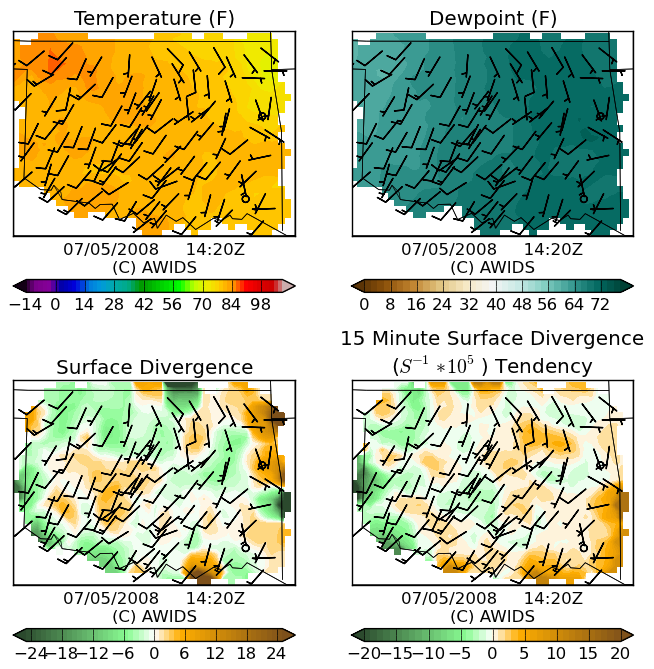 Temperature (F)
Dewpoint (F)
07/05/2008 14:20Z
(C) AWIDS
−14 0 14 28 42 56 70 84 98
07/05/2008 14:20Z
(C) AWIDS
0 8 16 24 32 40 48 56 64 72
Surface Divergence
15 Minute Surface Divergence
(S⁻¹ *10⁵ ) Tendency
07/05/2008 14:20Z
(C) AWIDS
−24 −18 −12 −6 0 6 12 18 24
07/05/2008 14:20Z
(C) AWIDS
−20 −15 −10 −5 0 5 10 15 20